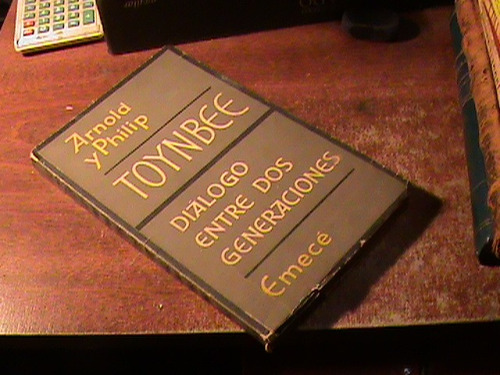 Arnold
y Philip
TOYNBEE
DIÁLOGO
ENTRE DOS
GENERACIONES
Emecé